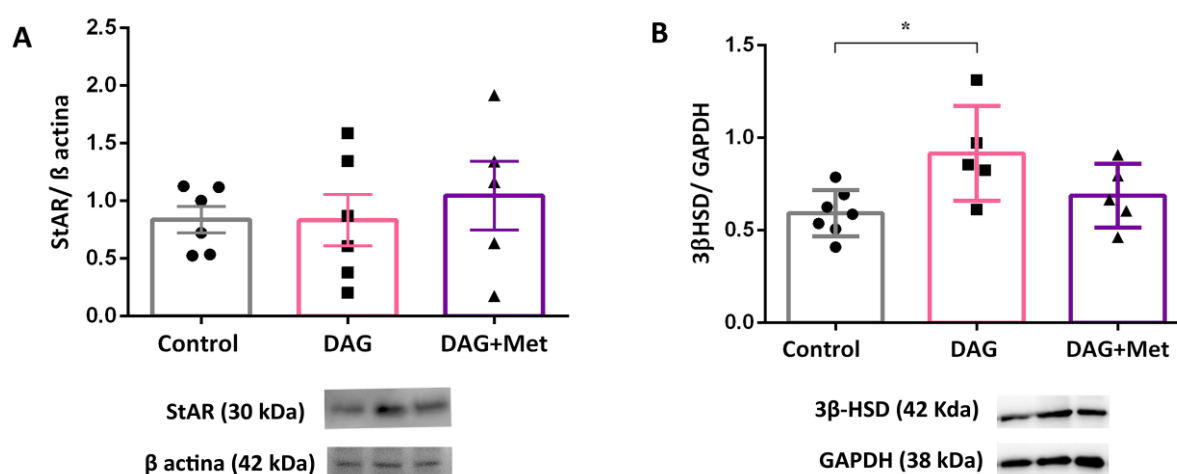 A
StAR/ ß actina
2.5
2.0
1.5
1.0
0.5
0.0
Control DAG DAG+Met
StAR (30 kDa)
β actina (42 kDa)
B
3βHSD/ GAPDH
1.5
1.0
0.5
0.0
*
Control DAG DAG+Met
3β-HSD (42 Kda)
GAPDH (38 kDa)